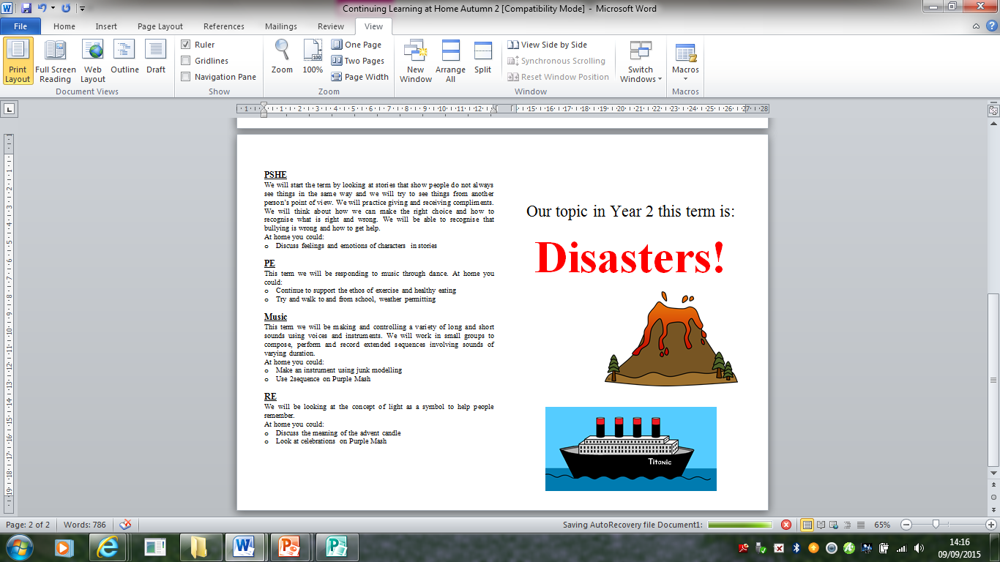 Continuing Learning at Home Autumn 2 [Compatibility Mode] - Microsoft Word
File Home Insert Page Layout References Mailings Review View
Print Layout
Full Screen Reading
Web Layout
Outline
Draft
Document Views
Ruler
Gridlines
Navigation Pane
Show
Zoom
100%
One Page
Two Pages
Page Width
Zoom
New Window
Arrange All
Split
View Side by Side
Synchronous Scrolling
Reset Window Position
Window
Switch Windows
Macros
Macros
PSHE
We will start the term by looking at stories that show people do not always
see things in the same way and we will try to see things from another
person's point of view. We will practice giving and receiving compliments.
We will think about how we can make the right choice and how to
recognise what is right and wrong. We will be able to recognise that
bullying is wrong and how to get help.
At home you could:
o Discuss feelings and emotions of characters in stories
PE
This term we will be responding to music through dance. At home you
could:
o Continue to support the ethos of exercise and healthy eating
o Try and walk to and from school, weather permitting
Music
This term we will be making and controlling a variety of long and short
sounds using voices and instruments. We will work in small groups to
compose, perform and record extended sequences involving sounds of
varying duration.
At home you could:
o Make an instrument using junk modelling
o Use 2sequence on Purple Mash
RE
We will be looking at the concept of light as a symbol to help people
remember.
At home you could:
o Discuss the meaning of the advent candle
o Look at celebrations on Purple Mash
Our topic in Year 2 this term is:
Disasters!
Titanic
Page: 2 of 2 Words: 786 Saving AutoRecovery file Document1: 65%
14:16
09/09/2015